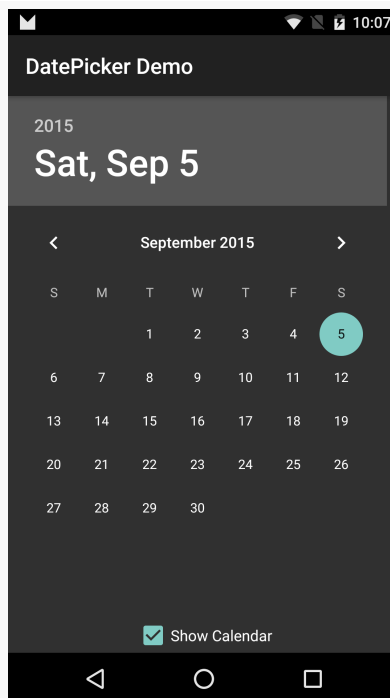 10:07
DatePicker Demo
2015
Sat, Sep 5
September 2015
S M T W T F S
1 2 3 4 5
6 7 8 9 10 11 12
13 14 15 16 17 18 19
20 21 22 23 24 25 26
27 28 29 30
Show Calendar